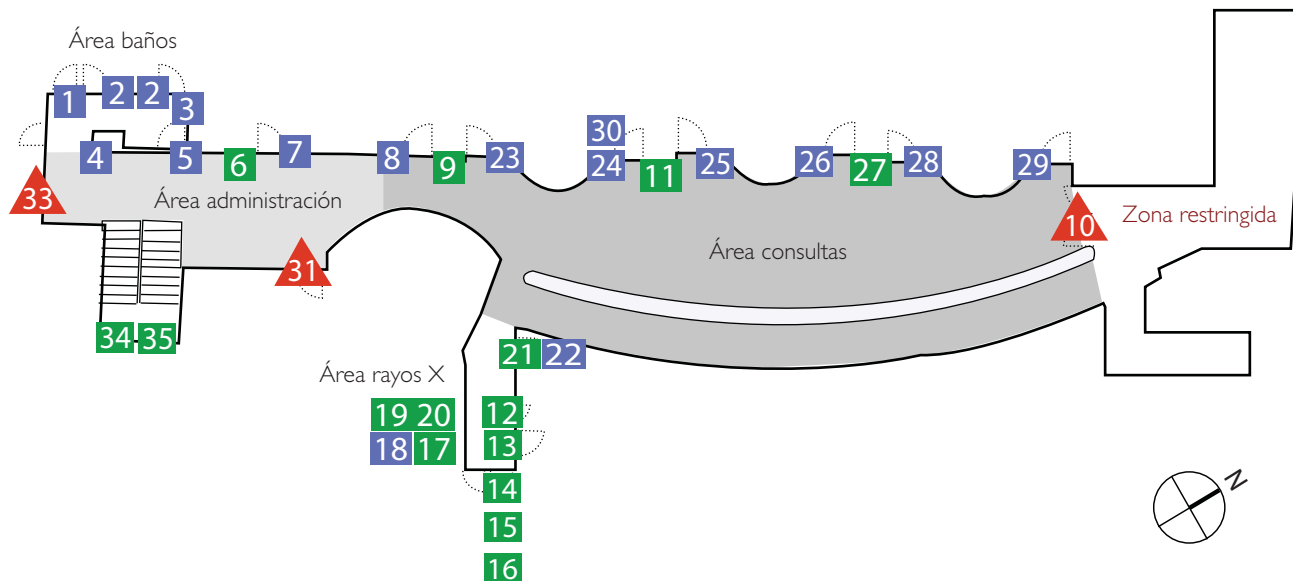 Área baños
1 2 2 3
30
4 5 6 7 8 9 23 24 11 25 26 27 28 29
33 Área administración 10 Zona restringida
Área consultas
31
34 35
21 22
Área rayos X
19 20 12
18 17 13
14
15
16
N